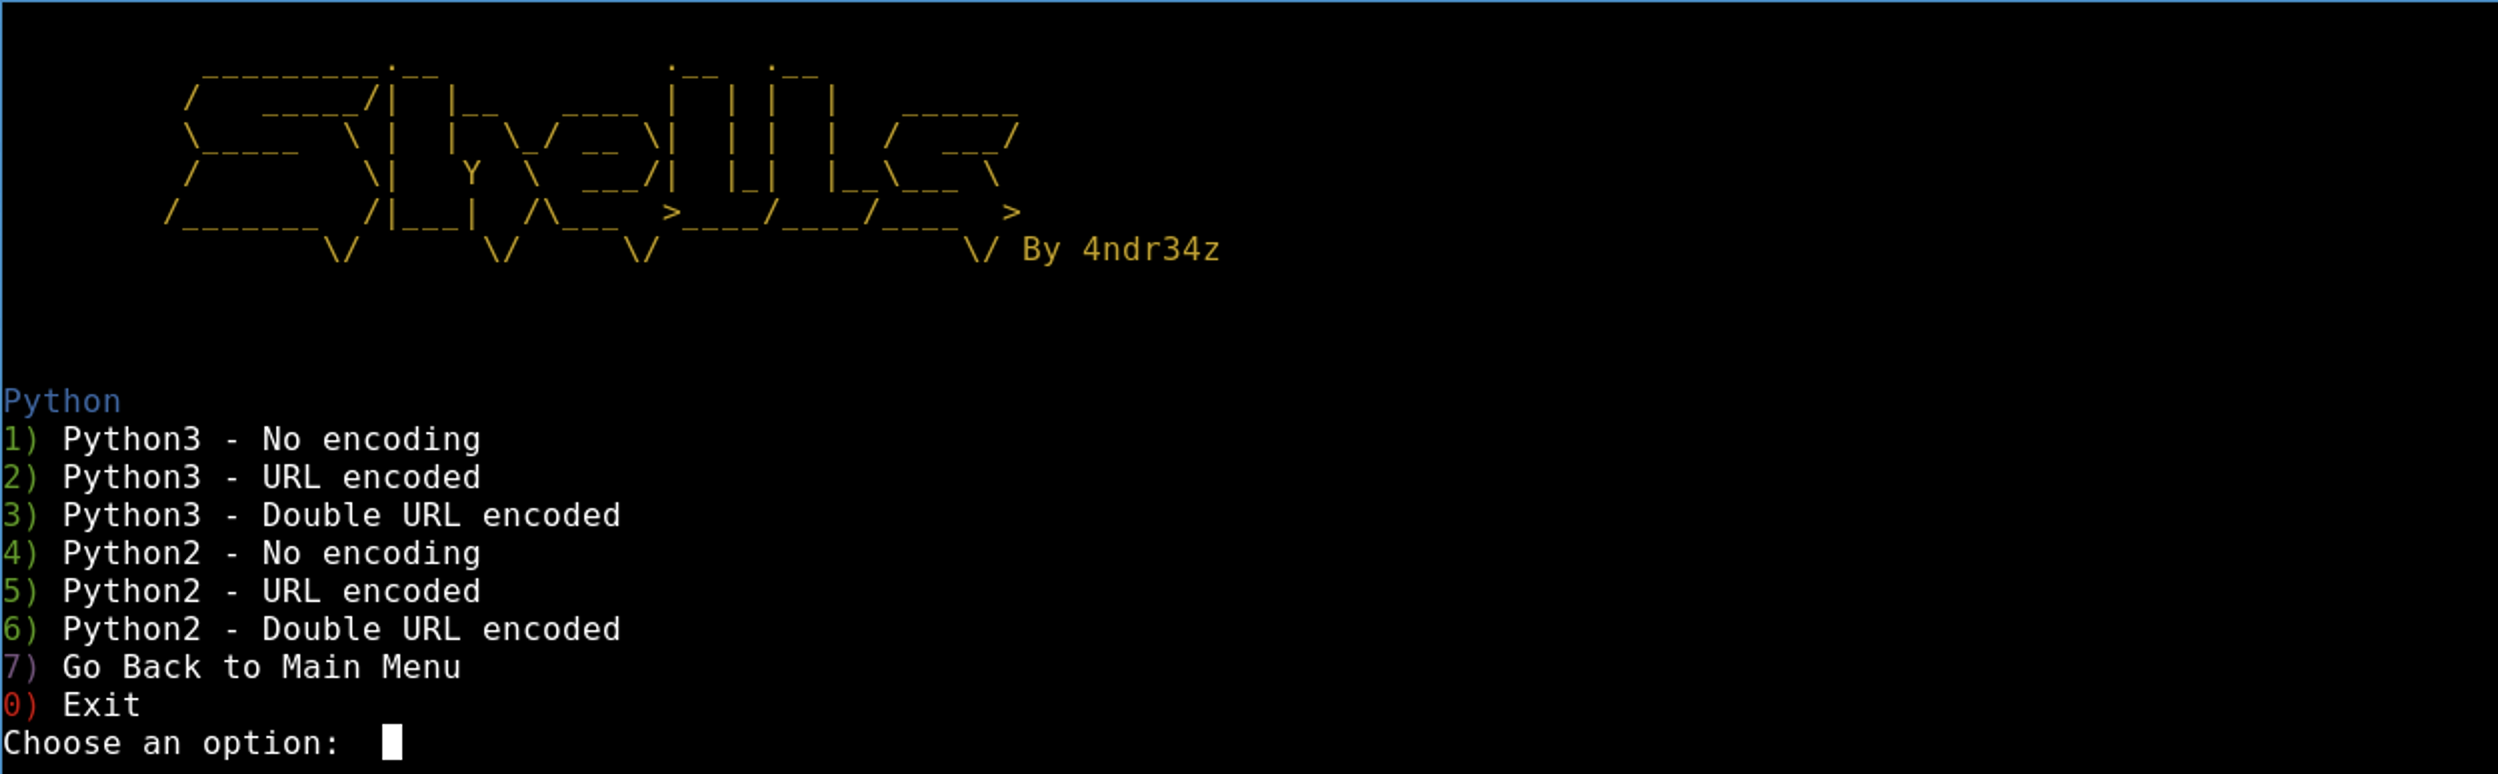 Shells
By 4ndr34z
Python
1) Python3 - No encoding
2) Python3 - URL encoded
3) Python3 - Double URL encoded
4) Python2 - No encoding
5) Python2 - URL encoded
6) Python2 - Double URL encoded
7) Go Back to Main Menu
0) Exit
Choose an option: